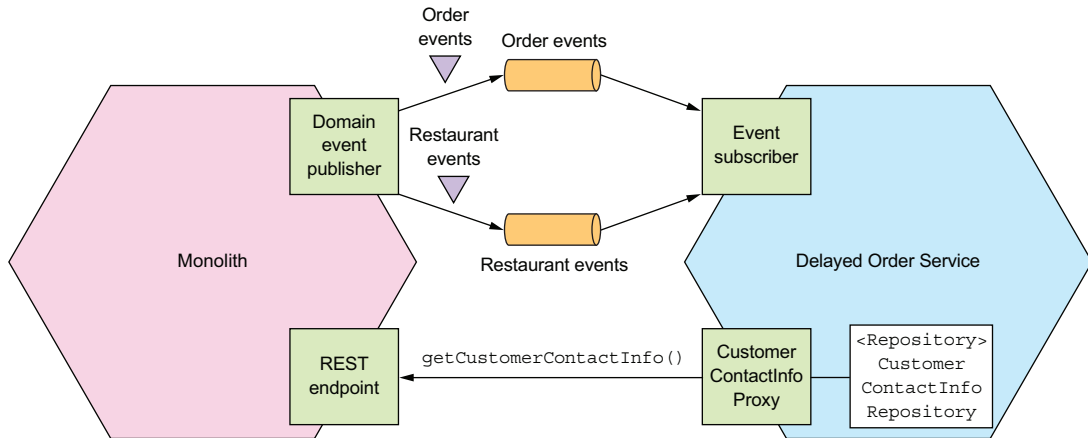 Order
events
Order events
Domain
event
publisher
Restaurant
events
Event
subscriber
Monolith
Restaurant events
Delayed Order Service
REST
endpoint
getCustomerContactInfo()
Customer
ContactInfo
Proxy
<Repository>
Customer
ContactInfo
Repository